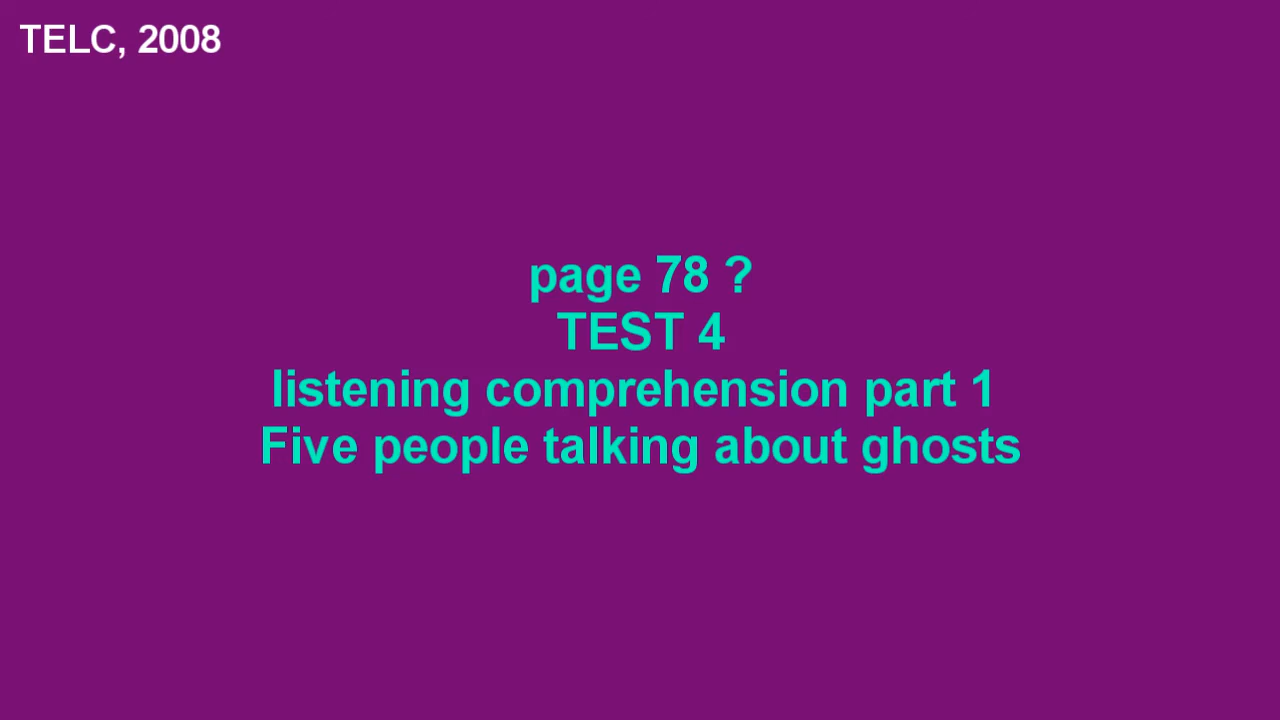 TELC, 2008
page 78 ?
TEST 4
listening comprehension part 1
Five people talking about ghosts